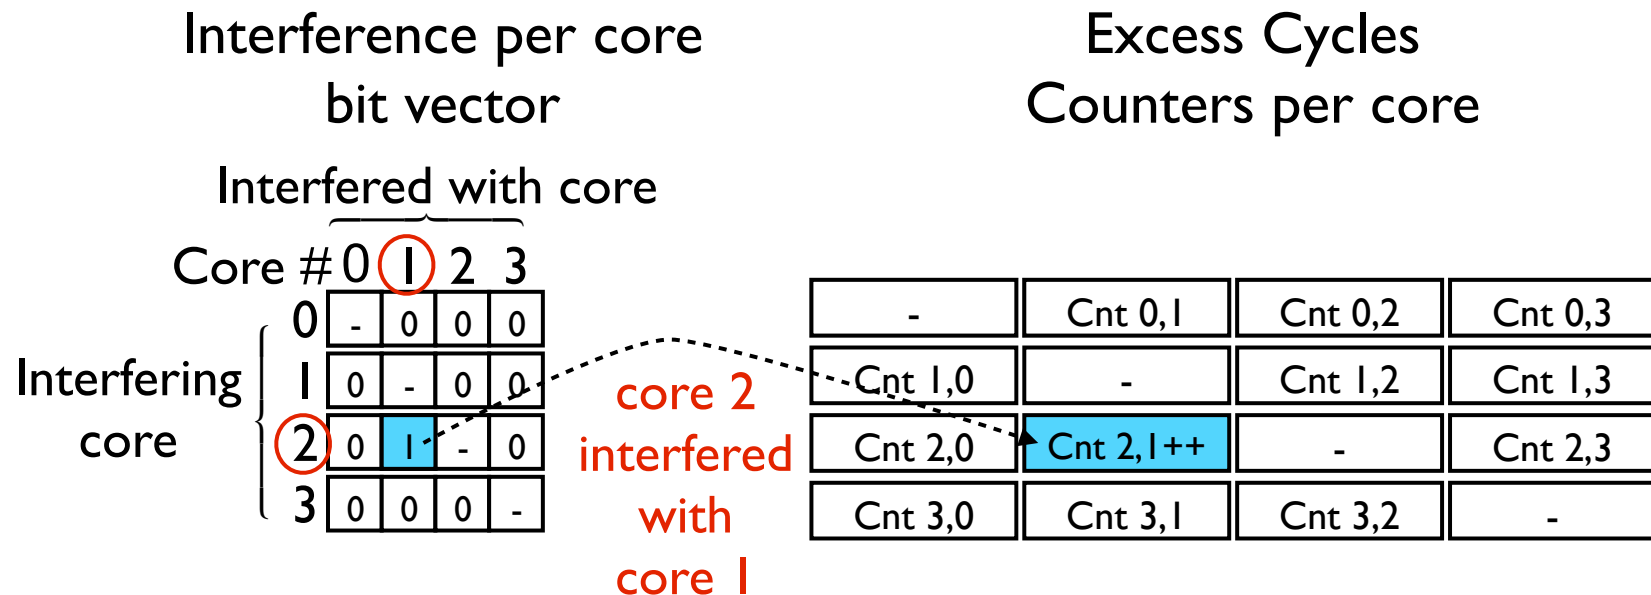 Interference per core
bit vector
Excess Cycles
Counters per core
Interfered with core
Core # 0 1 2 3
Interfering
core
0 - 0 0 0
1 0 - 0 0
2 0 1 - 0
3 0 0 0 -
core 2
interfered
with
core 1
- Cnt 0,1 Cnt 0,2 Cnt 0,3
Cnt 1,0 - Cnt 1,2 Cnt 1,3
Cnt 2,0 Cnt 2,1++ - Cnt 2,3
Cnt 3,0 Cnt 3,1 Cnt 3,2 -